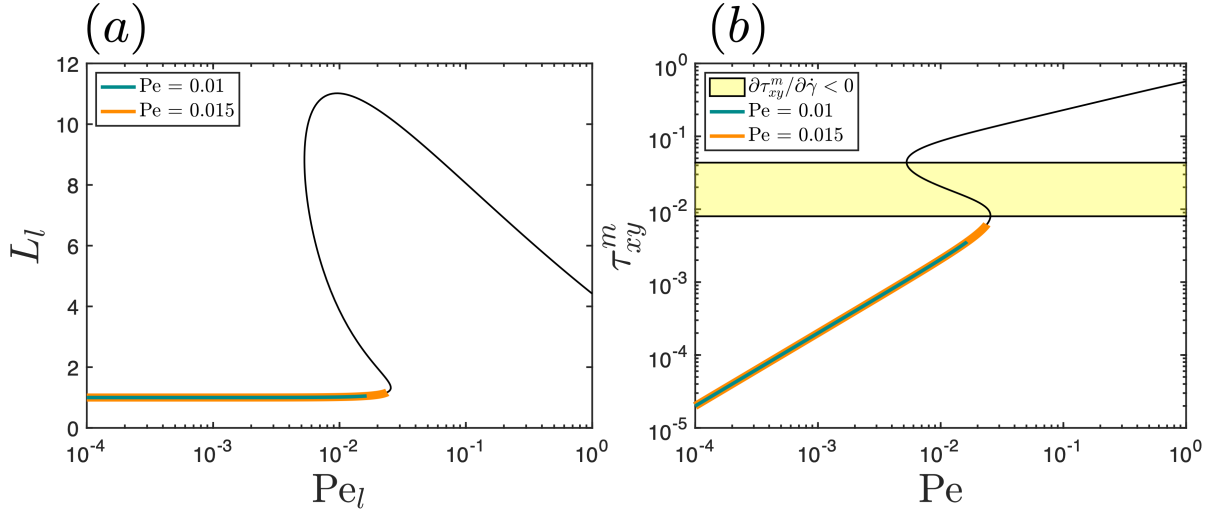 (a)
12
10
8
6
4
2
0
L_l
Pe = 0.01
Pe = 0.015
10^-4
10^-3
10^-2
10^-1
10^0
Pe_l
(b)
10^0
10^-1
10^-2
10^-3
10^-4
10^-5
τ^m_xy
∂τ^m_xy/∂γ̇ < 0
Pe = 0.01
Pe = 0.015
10^-4
10^-3
10^-2
10^-1
10^0
Pe